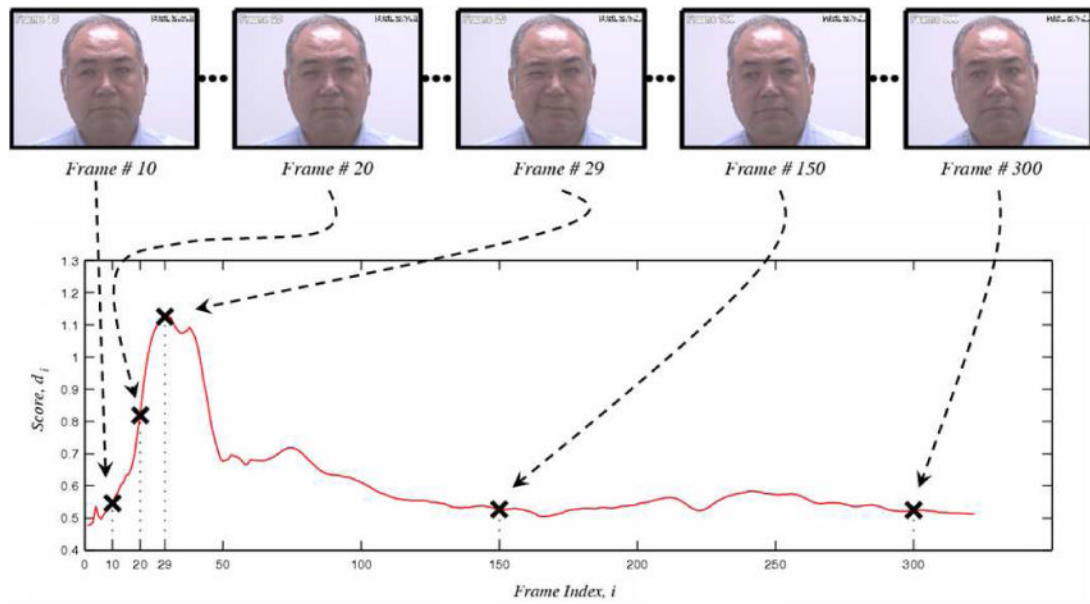 Frame # 10
Frame # 20
Frame # 29
Frame # 150
Frame # 300
1.3
1.2
1.1
1
0.9
0.8
0.7
0.6
0.5
0.4
Score, d i
0 10 20 29 50 100 150 200 250 300
Frame Index, i